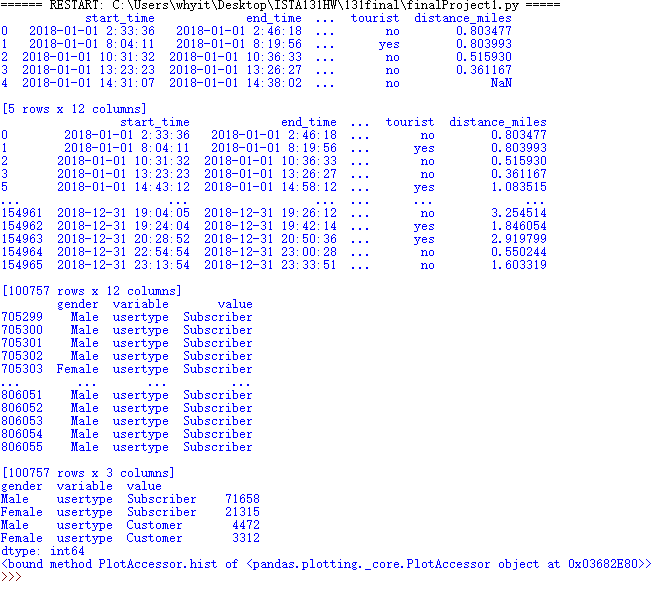 ====== RESTART: C:\Users\whyit\Desktop\ISTA131HW\131final\finalProject1.py =====
            start_time             end_time  ...  tourist  distance_miles
0   2018-01-01 2:33:36   2018-01-01 2:46:18  ...       no        0.803477
1   2018-01-01 8:04:11   2018-01-01 8:19:56  ...      yes        0.803993
2  2018-01-01 10:31:32  2018-01-01 10:36:33  ...       no        0.515930
3  2018-01-01 13:23:23  2018-01-01 13:26:27  ...       no        0.361167
4  2018-01-01 14:31:07  2018-01-01 14:38:02  ...       no             NaN
[5 rows x 12 columns]
                 start_time             end_time  ...  tourist  distance_miles
0        2018-01-01 2:33:36   2018-01-01 2:46:18  ...       no        0.803477
1        2018-01-01 8:04:11   2018-01-01 8:19:56  ...      yes        0.803993
2       2018-01-01 10:31:32  2018-01-01 10:36:33  ...       no        0.515930
3       2018-01-01 13:23:23  2018-01-01 13:26:27  ...       no        0.361167
5       2018-01-01 14:43:12  2018-01-01 14:58:12  ...      yes        1.083515
...                     ...                  ...  ...      ...             ...
154961  2018-12-31 19:04:05  2018-12-31 19:26:12  ...       no        3.254514
154962  2018-12-31 19:24:04  2018-12-31 19:42:14  ...      yes        1.846054
154963  2018-12-31 20:28:52  2018-12-31 20:50:36  ...      yes        2.919799
154964  2018-12-31 22:54:54  2018-12-31 23:00:28  ...       no        0.550244
154965  2018-12-31 23:13:54  2018-12-31 23:33:51  ...       no        1.603319
[100757 rows x 12 columns]
        gender  variable       value
705299    Male  usertype  Subscriber
705300    Male  usertype  Subscriber
705301    Male  usertype  Subscriber
705302    Male  usertype  Subscriber
705303  Female  usertype  Subscriber
...        ...       ...         ...
806051    Male  usertype  Subscriber
806052    Male  usertype  Subscriber
806053    Male  usertype  Subscriber
806054    Male  usertype  Subscriber
806055    Male  usertype  Subscriber
[100757 rows x 3 columns]
gender  variable  value
Male    usertype  Subscriber    71658
Female  usertype  Subscriber    21315
Male    usertype  Customer       4472
Female  usertype  Customer       3312
dtype: int64
<bound method PlotAccessor.hist of <pandas.plotting._core.PlotAccessor object at 0x03682E80>>
>>>